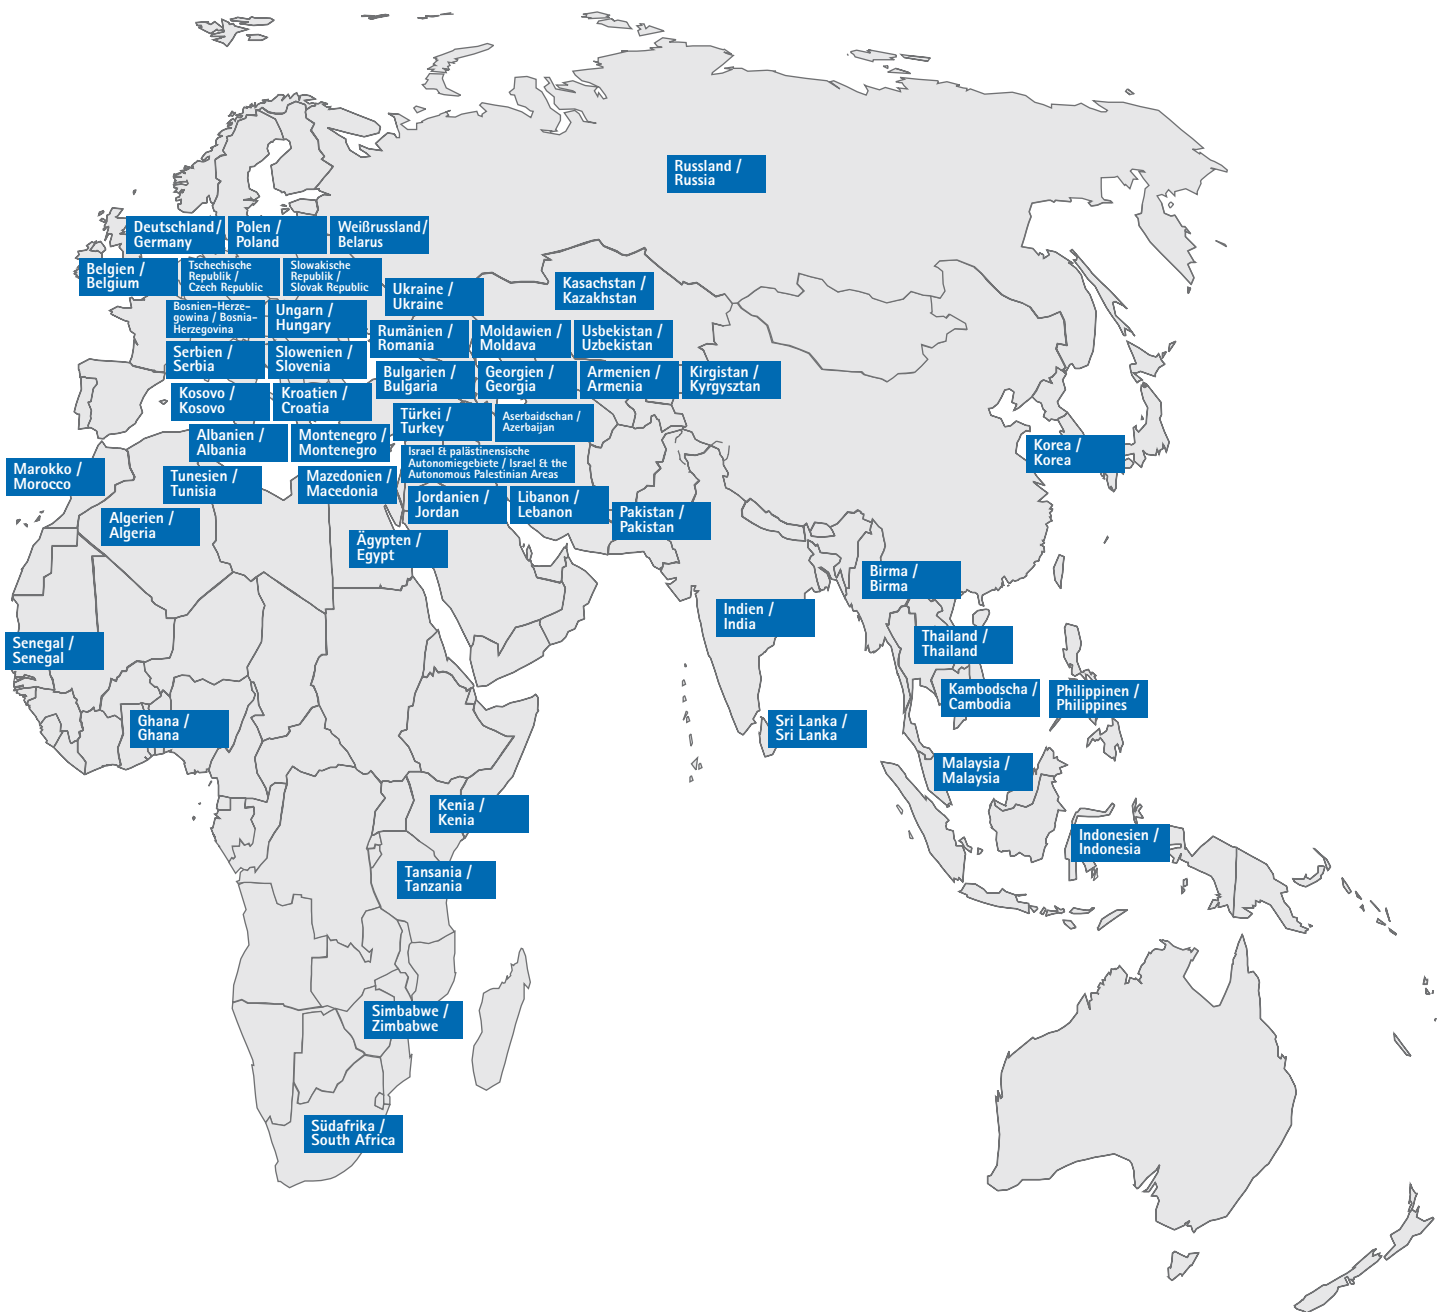 Russland /
Russia
Deutschland /
Germany
Polen /
Poland
Weißrussland /
Belarus
Belgien /
Belgium
Tschechische
Republik /
Czech Republic
Slowakische
Republik /
Slovak Republic
Ukraine /
Ukraine
Kasachstan /
Kazakhstan
Bosnien-Herze-
gowina / Bosnia-
Herzegovina
Ungarn /
Hungary
Rumänien /
Romania
Moldawien /
Moldava
Usbekistan /
Uzbekistan
Serbien /
Serbia
Slowenien /
Slovenia
Bulgarien /
Bulgaria
Georgien /
Georgia
Armenien /
Armenia
Kirgistan /
Kyrgysztan
Kosovo /
Kosovo
Kroatien /
Croatia
Türkei /
Turkey
Aserbaidschan /
Azerbaijan
Albanien /
Albania
Montenegro /
Montenegro
Korea /
Korea
Israel & palästinensische
Autonomiegebiete / Israel & the
Autonomous Palestinian Areas
Marokko /
Morocco
Tunesien /
Tunisia
Mazedonien /
Macedonia
Jordanien /
Jordan
Libanon /
Lebanon
Pakistan /
Pakistan
Algerien /
Algeria
Ägypten /
Egypt
Birma /
Birma
Indien /
India
Senegal /
Senegal
Thailand /
Thailand
Kambodscha /
Cambodia
Philippinen /
Philippines
Ghana /
Ghana
Sri Lanka /
Sri Lanka
Malaysia /
Malaysia
Kenia /
Kenia
Indonesien /
Indonesia
Tansania /
Tanzania
Simbabwe /
Zimbabwe
Südafrika /
South Africa